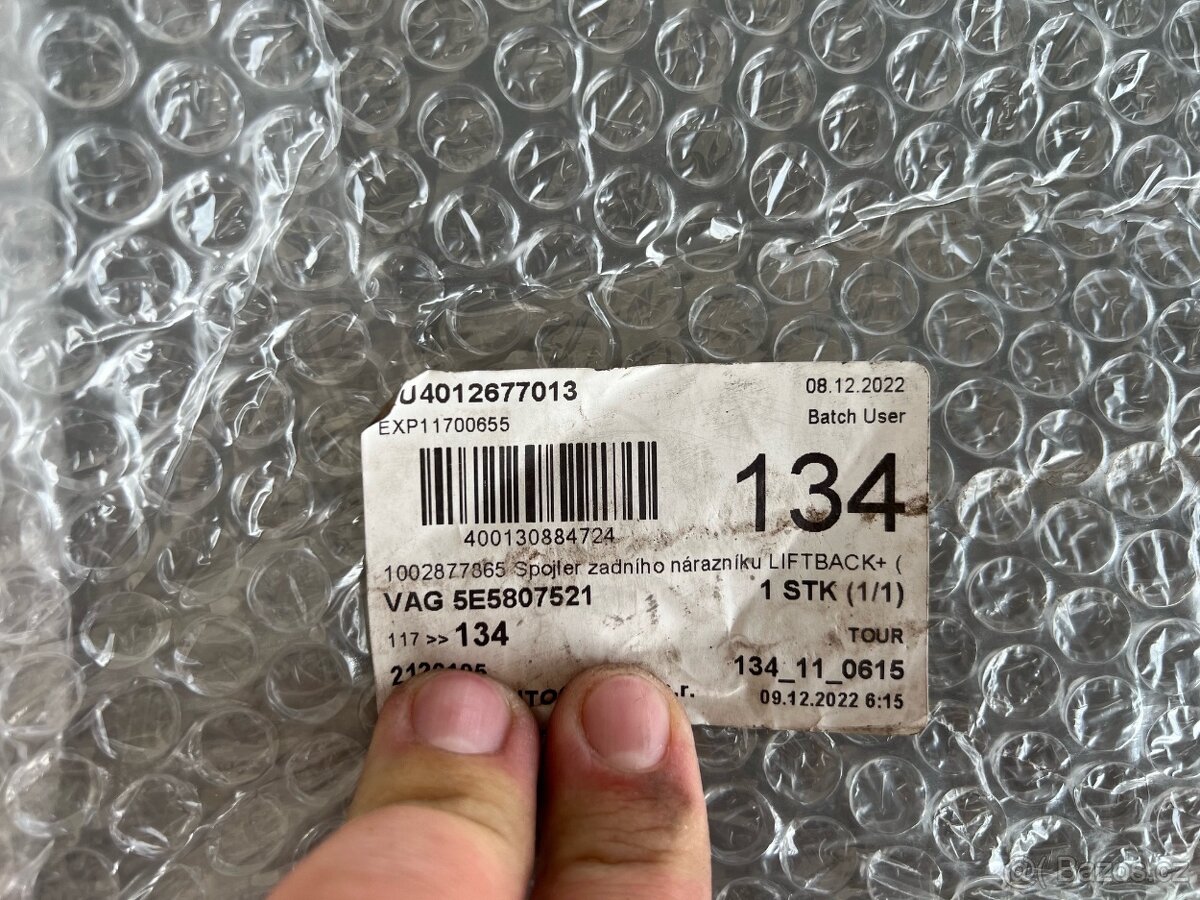 U4012677013
08.12.2022
EXP11700655
Batch User
134
400130884724
1002877865 Spojler zadního nárazníku LIFTBACK+ (
VAG 5E5807521
1 STK (1/1)
117 >> 134
TOUR
134_11_0615
09.12.2022 6:15
Bazos.cz